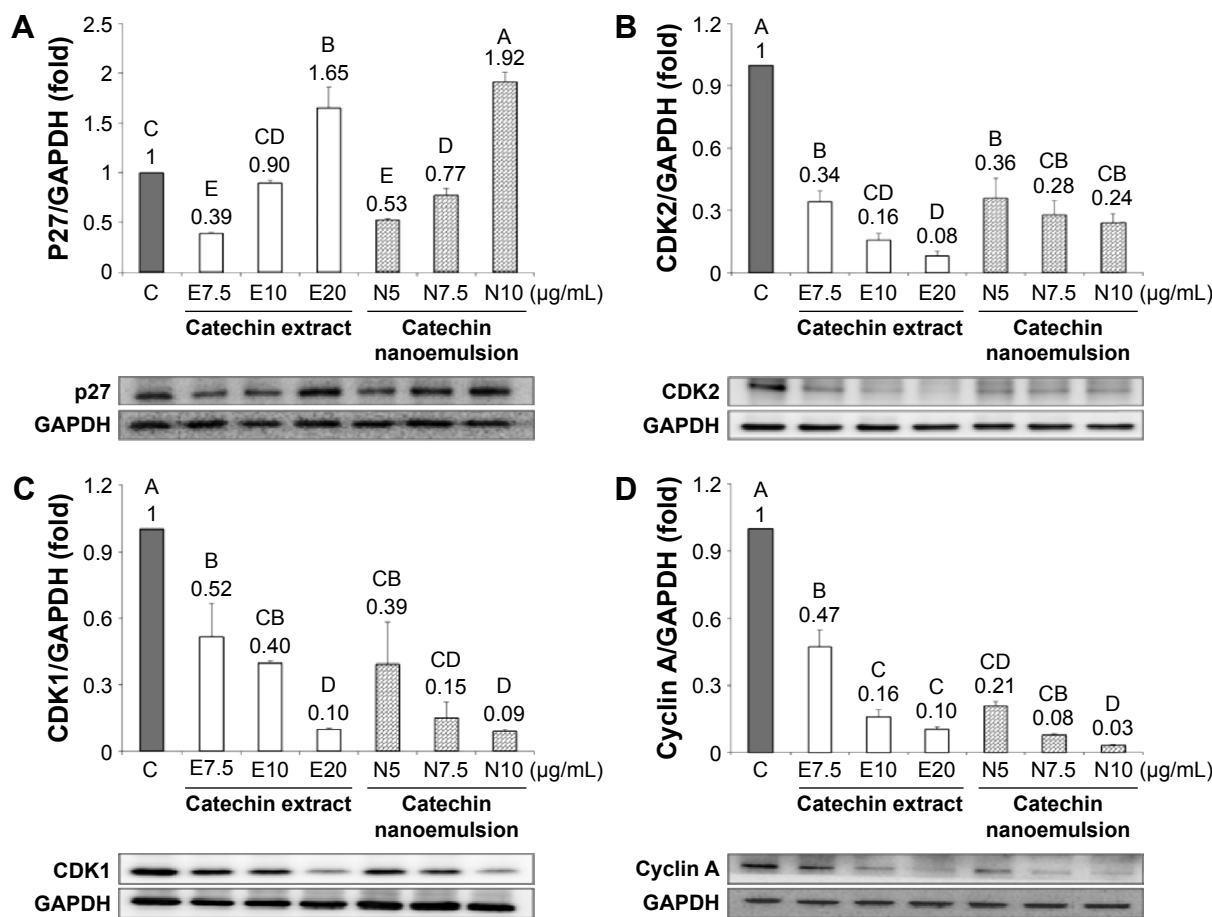 A
P27/GAPDH (fold)
2.5
2
1.5
1
0.5
0
C
1
E
0.39
CD
0.90
B
1.65
E
0.53
D
0.77
A
1.92
C E7.5 E10 E20 N5 N7.5 N10 (µg/mL)
Catechin extract
Catechin
nanoemulsion
p27
GAPDH
B
CDK2/GAPDH (fold)
1.2
0.9
0.6
0.3
0
A
1
B
0.34
CD
0.16
D
0.08
B
0.36
CB
0.28
CB
0.24
C E7.5 E10 E20 N5 N7.5 N10 (µg/mL)
Catechin extract
Catechin
nanoemulsion
CDK2
GAPDH
C
CDK1/GAPDH (fold)
1.2
0.9
0.6
0.3
0
A
1
B
0.52
CB
0.40
D
0.10
CB
0.39
CD
0.15
D
0.09
C E7.5 E10 E20 N5 N7.5 N10 (µg/mL)
Catechin extract
Catechin
nanoemulsion
CDK1
GAPDH
D
Cyclin A/GAPDH (fold)
1.2
0.9
0.6
0.3
0
A
1
B
0.47
C
0.16
C
0.10
CD
0.21
CB
0.08
D
0.03
C E7.5 E10 E20 N5 N7.5 N10 (µg/mL)
Catechin extract
Catechin
nanoemulsion
Cyclin A
GAPDH